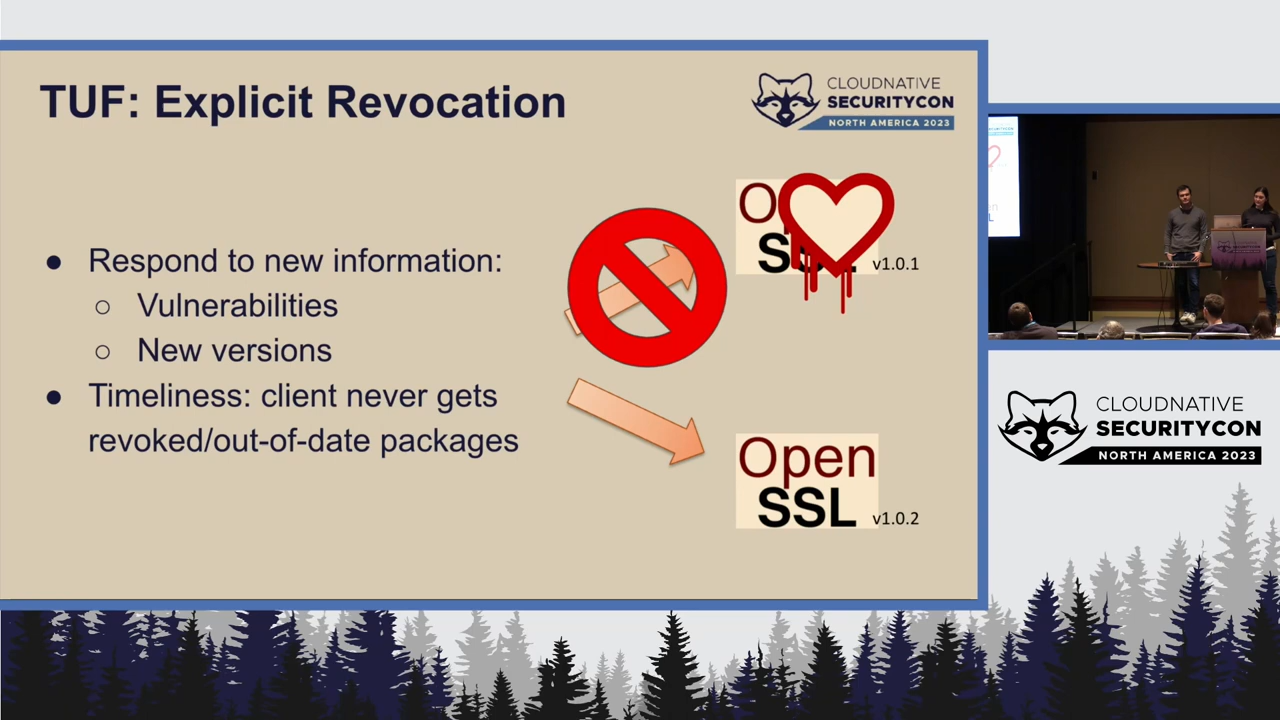 TUF: Explicit Revocation
CLOUDNATIVE
SECURITYCON
NORTH AMERICA 2023
● Respond to new information:
○ Vulnerabilities
○ New versions
● Timeliness: client never gets
revoked/out-of-date packages
v1.0.1
Open
SSL
v1.0.2
CLOUDNATIVE
SECURITYCON
NORTH AMERICA 2023